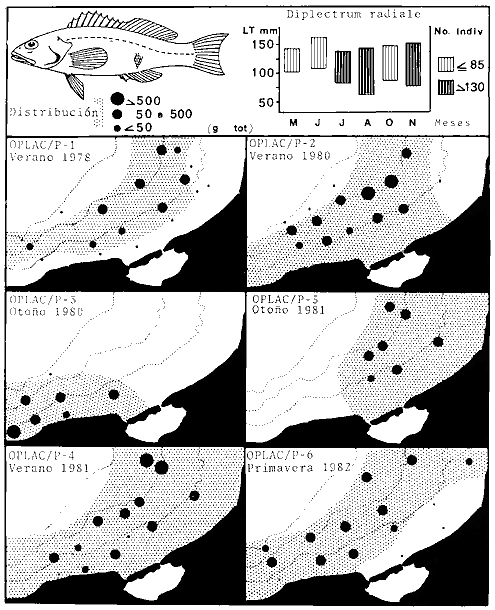 Diplectrum radiale
LT mm
No. Indiv
150
100
50
≤ 85
>130
M J J A O N
Meses
Distribución
>500
50 a 500
<50
(g tot)
OPLAC/P-1
Verano 1978
OPLAC/P-2
Verano 1980
OPLAC/P-3
Otoño 1980
OPLAC/P-5
Otoño 1981
OPLAC/P-4
Verano 1981
OPLAC/P-6
Primavera 1982